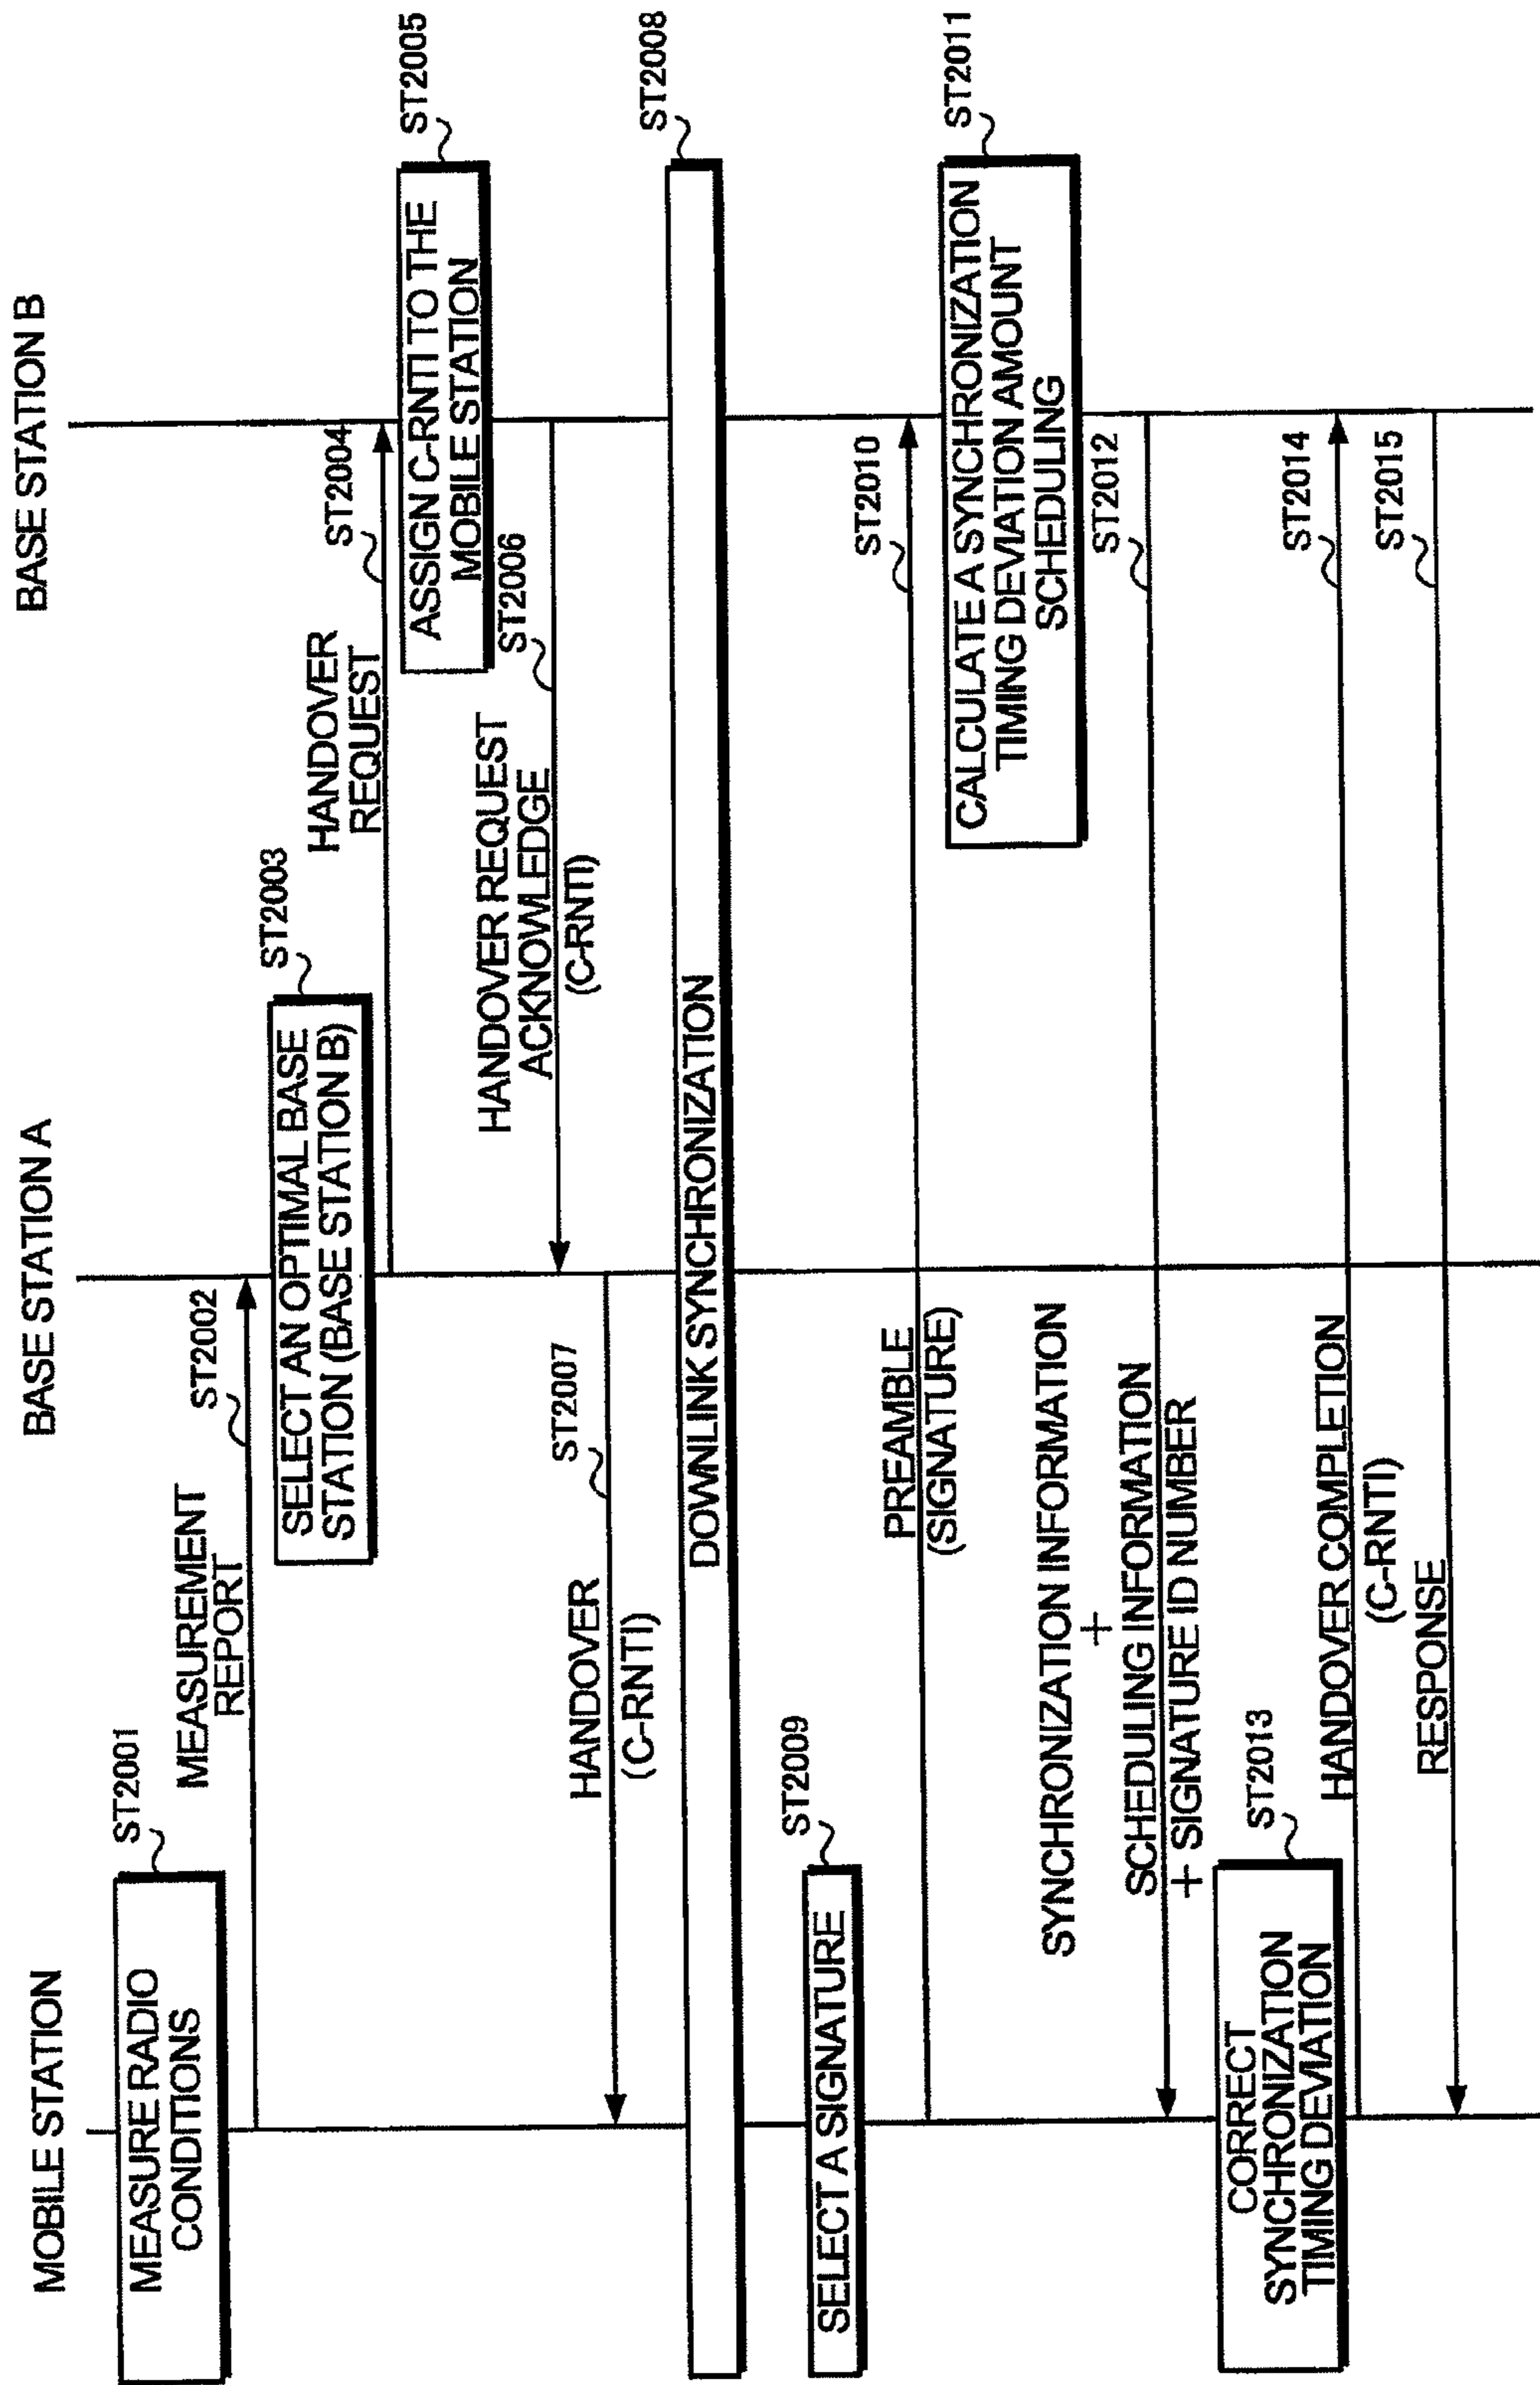 MOBILE STATION
BASE STATION A
BASE STATION B
ST2001
MEASURE RADIO
CONDITIONS
MEASUREMENT
REPORT
ST2002
ST2003
SELECT AN OPTIMAL BASE
STATION (BASE STATION B)
HANDOVER
REQUEST
ST2004
ST2005
ASSIGN C-RNTI TO THE
MOBILE STATION
ST2006
HANDOVER REQUEST
ACKNOWLEDGE
(C-RNTI)
ST2007
HANDOVER
(C-RNTI)
ST2008
DOWNLINK SYNCHRONIZATION
ST2009
SELECT A SIGNATURE
ST2010
PREAMBLE
(SIGNATURE)
ST2011
CALCULATE A SYNCHRONIZATION
TIMING DEVIATION AMOUNT
SCHEDULING
ST2012
SYNCHRONIZATION INFORMATION
+
SCHEDULING INFORMATION
+ SIGNATURE ID NUMBER
ST2013
CORRECT
SYNCHRONIZATION
TIMING DEVIATION
ST2014
HANDOVER COMPLETION
(C-RNTI)
ST2015
RESPONSE